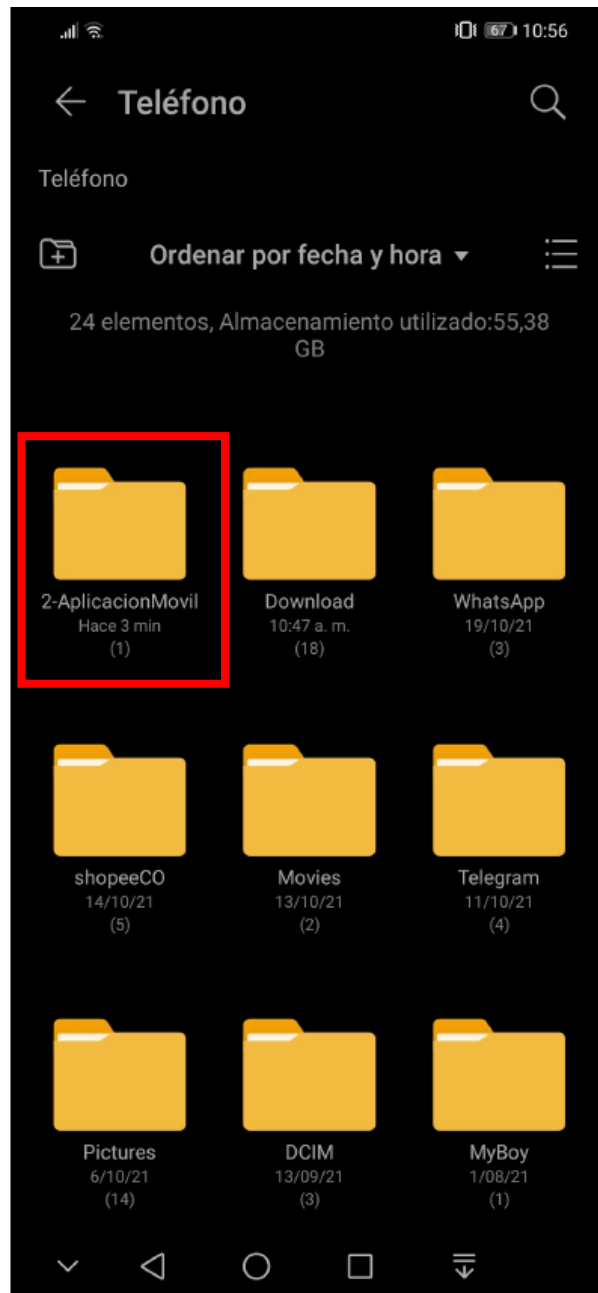 67 10:56
Teléfono
Teléfono
Ordenar por fecha y hora
24 elementos, Almacenamiento utilizado:55,38
GB
2-AplicacionMovil Download WhatsApp
Hace 3 min 10:47 a. m. 19/10/21
(1) (18) (3)
shopeeCO Movies Telegram
14/10/21 13/10/21 11/10/21
(5) (2) (4)
Pictures DCIM MyBoy
6/10/21 13/09/21 1/08/21
(14) (3) (1)